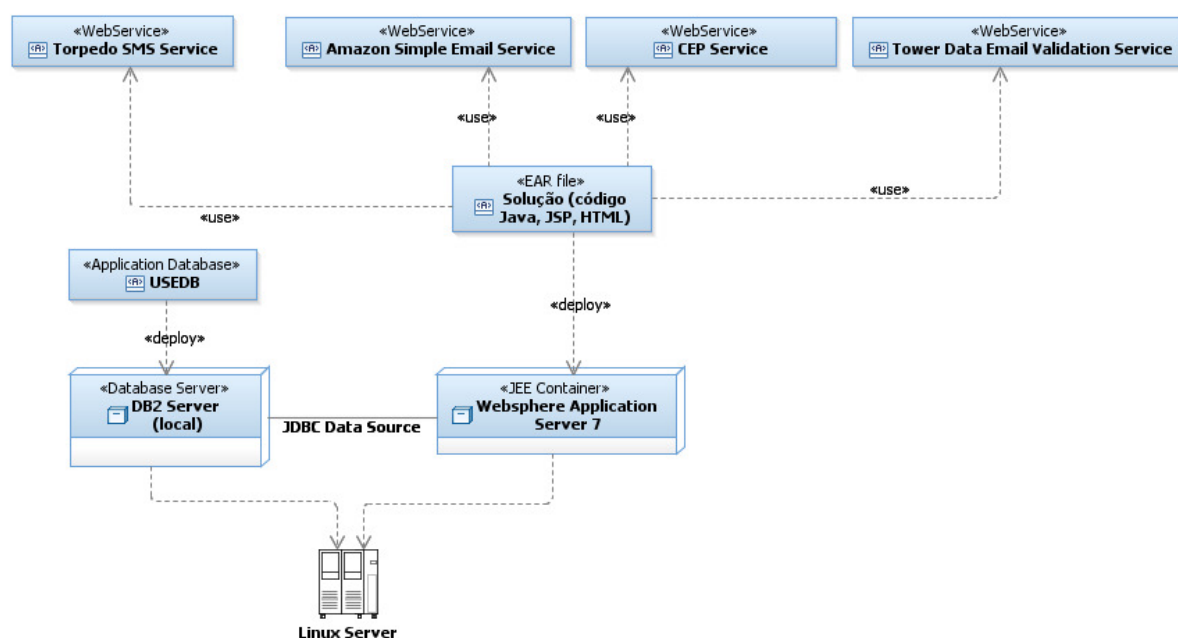 «WebService»
Torpedo SMS Service
«WebService»
Amazon Simple Email Service
«WebService»
CEP Service
«WebService»
Tower Data Email Validation Service
«use»
«use»
«EAR file»
Solução (código
Java, JSP, HTML)
«use»
«use»
«Application Database»
USEDB
«deploy»
«deploy»
«Database Server»
DB2 Server
(local)
JDBC Data Source
«JEE Container»
Websphere Application
Server 7
Linux Server